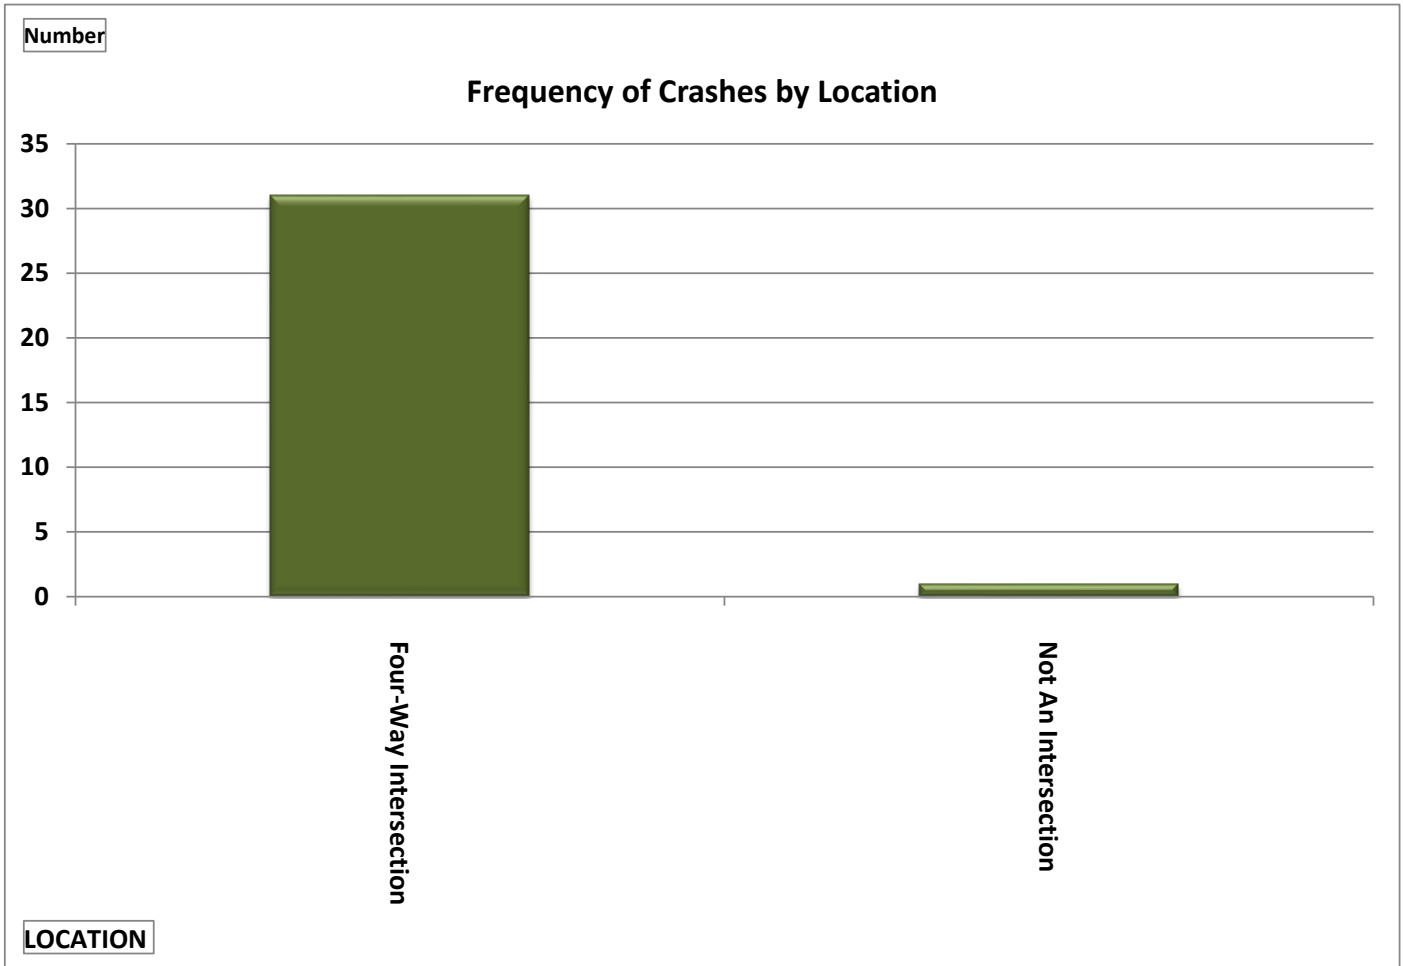 Number
Frequency of Crashes by Location
35
30
25
20
15
10
5
0
Four-Way Intersection
Not An Intersection
LOCATION